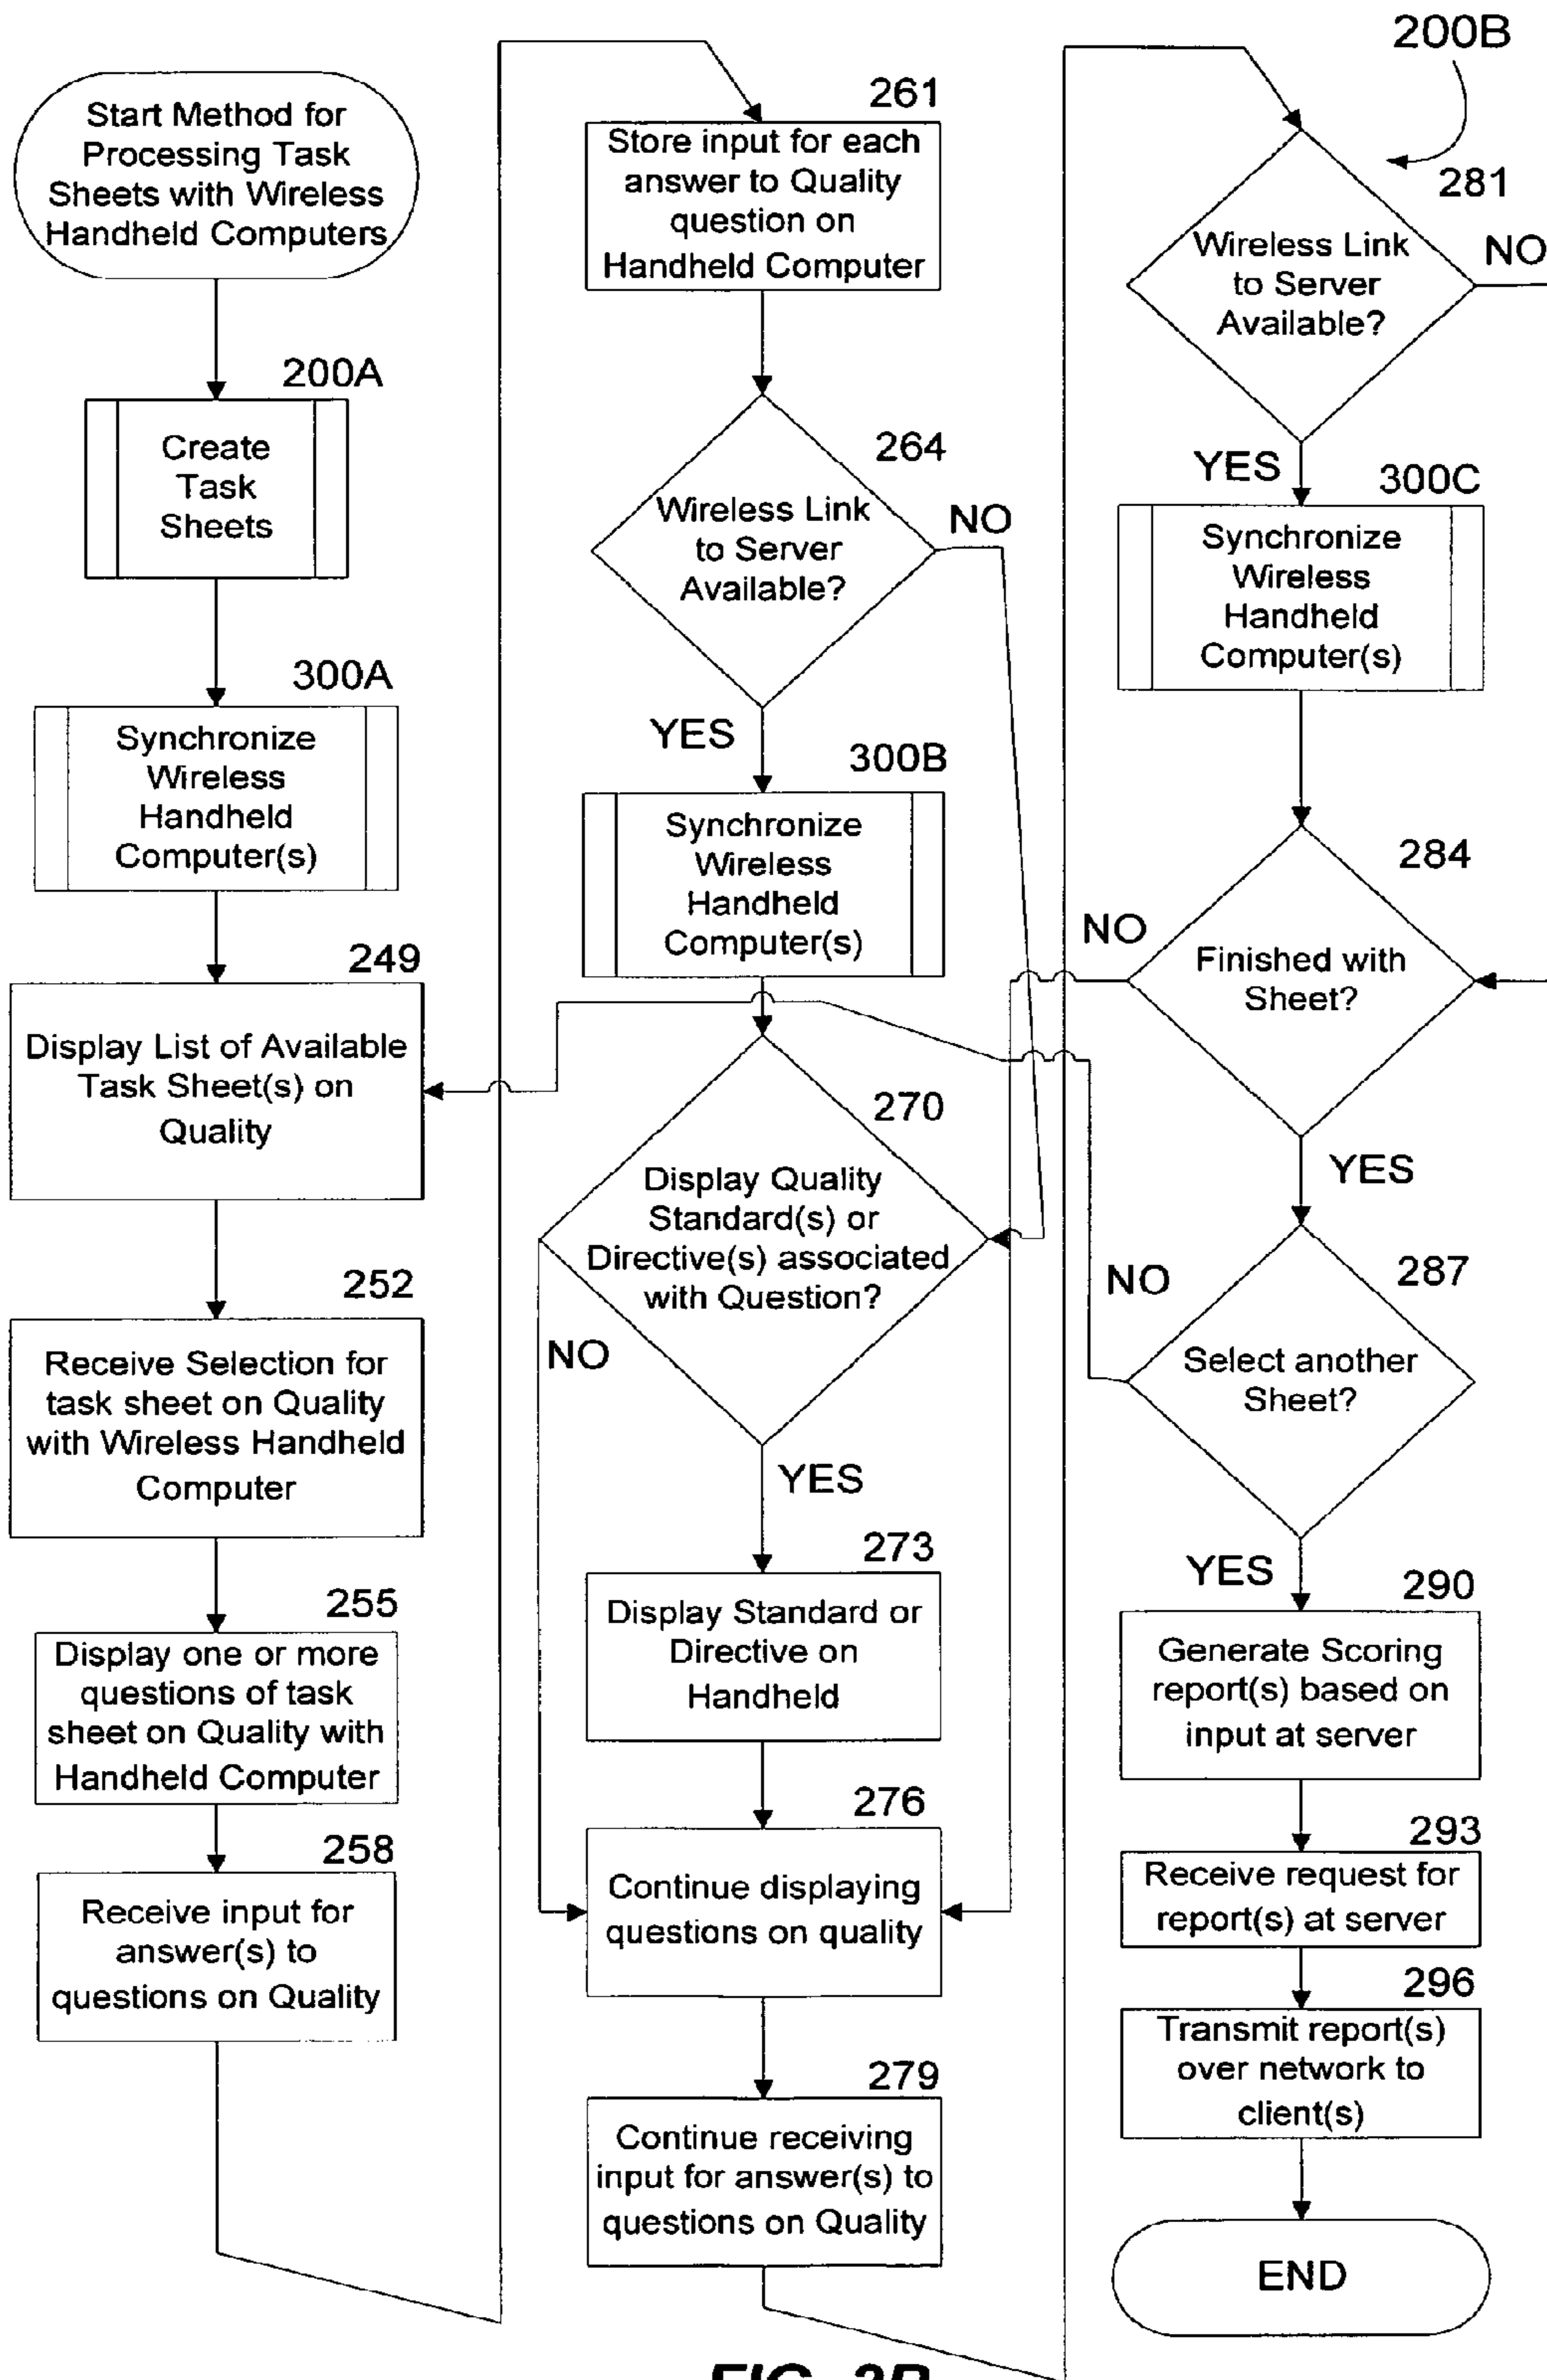 Start Method for
Processing Task
Sheets with Wireless
Handheld Computers
200A
Create
Task
Sheets
300A
Synchronize
Wireless
Handheld
Computer(s)
249
Display List of Available
Task Sheet(s) on
Quality
252
Receive Selection for
task sheet on Quality
with Wireless Handheld
Computer
255
Display one or more
questions of task
sheet on Quality with
Handheld Computer
258
Receive input for
answer(s) to
questions on Quality
261
Store input for each
answer to Quality
question on
Handheld Computer
264
Wireless Link
to Server
Available?
NO
YES
300B
Synchronize
Wireless
Handheld
Computer(s)
270
Display Quality
Standard(s) or
Directive(s) associated
with Question?
NO
YES
273
Display Standard or
Directive on
Handheld
276
Continue displaying
questions on quality
279
Continue receiving
input for answer(s) to
questions on Quality
200B
281
Wireless Link
to Server
Available?
NO
YES
300C
Synchronize
Wireless
Handheld
Computer(s)
284
Finished with
Sheet?
NO
YES
287
Select another
Sheet?
NO
YES
290
Generate Scoring
report(s) based on
input at server
293
Receive request for
report(s) at server
296
Transmit report(s)
over network to
client(s)
END